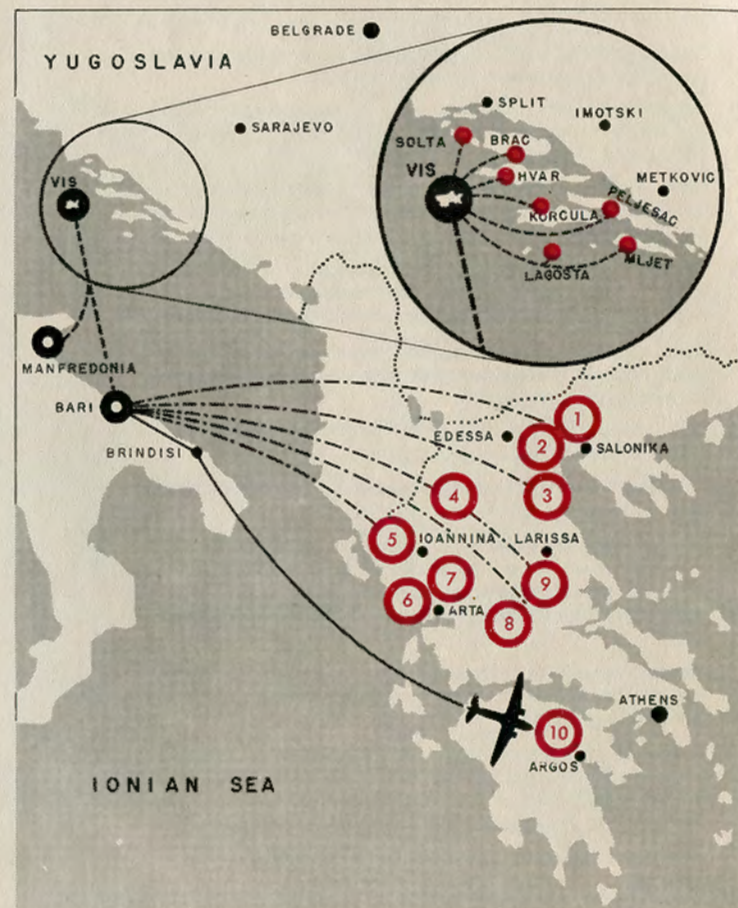 BELGRADE
YUGOSLAVIA
SARAJEVO
VIS
SPLIT
IMOTSKI
SOLTA
BRAC
VIS
HVAR
METKOVIC
KORCULA
PELJESAC
LAGOSTA
MLJET
MANFREDONIA
BARI
BRINDISI
EDESSA
1
2
SALONIKA
3
4
5
IOANNINA
LARISSA
7
9
6
ARTA
8
ATHENS
10
ARGOS
IONIAN SEA